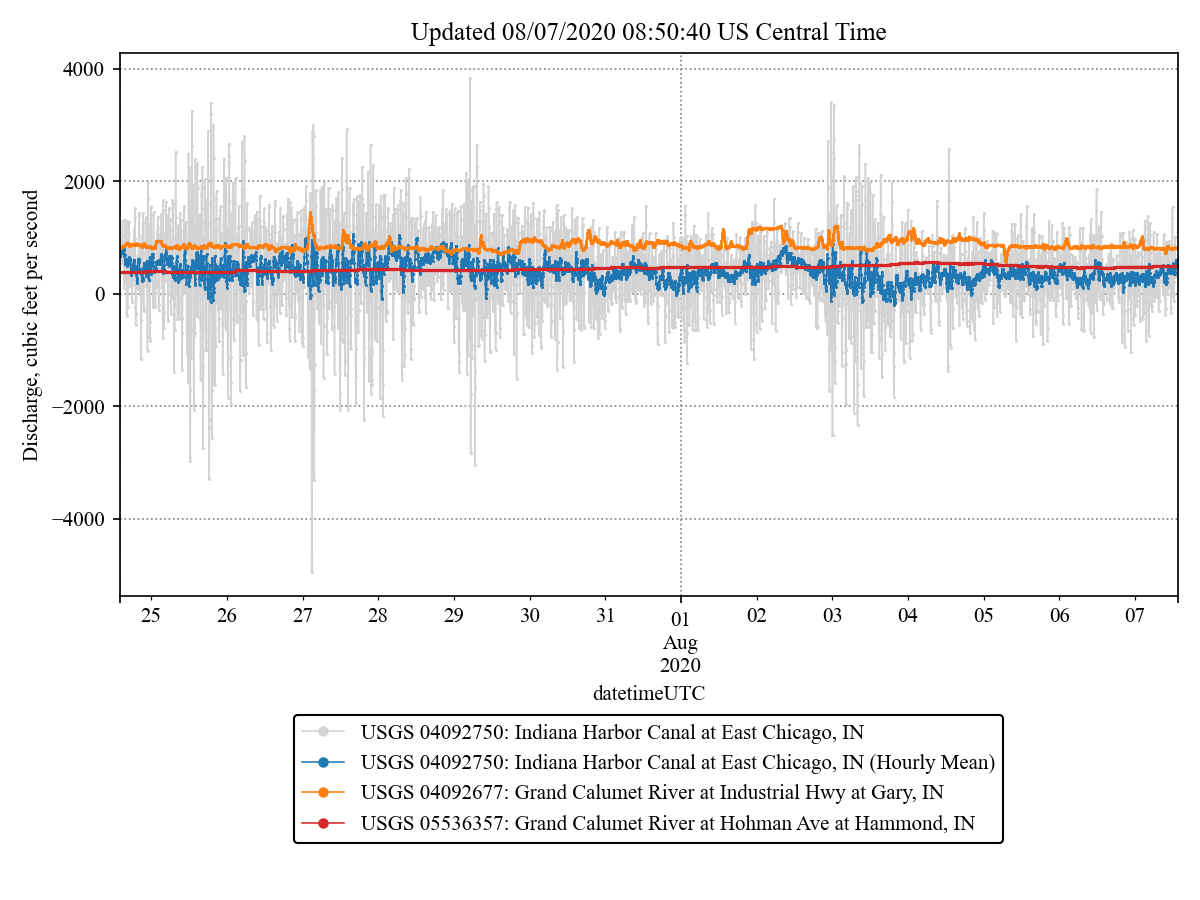 Updated 08/07/2020 08:50:40 US Central Time
Discharge, cubic feet per second
4000
2000
0
−2000
−4000
25 26 27 28 29 30 31 01 02 03 04 05 06 07
Aug
2020
datetimeUTC
USGS 04092750: Indiana Harbor Canal at East Chicago, IN
USGS 04092750: Indiana Harbor Canal at East Chicago, IN (Hourly Mean)
USGS 04092677: Grand Calumet River at Industrial Hwy at Gary, IN
USGS 05536357: Grand Calumet River at Hohman Ave at Hammond, IN